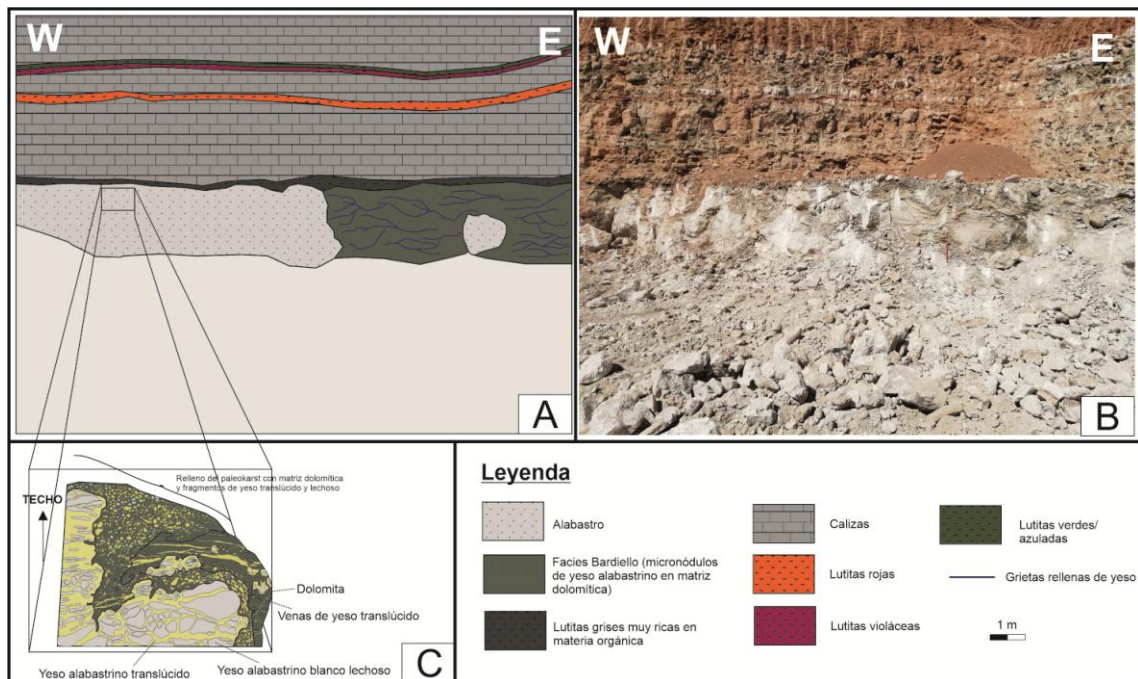 W
E
A
W
E
B
Relleno del paleokarst con matriz dolomítica
y fragmentos de yeso translúcido y lechoso
TECHO
Dolomita
Venas de yeso translúcido
Yeso alabastrino translúcido
Yeso alabastrino blanco lechoso
C
Leyenda
Alabastro
Facies Bardiello (micronódulos
de yeso alabastrino en matriz
dolomítica)
Lutitas grises muy ricas en
materia orgánica
Calizas
Lutitas rojas
Lutitas violáceas
Lutitas verdes/
azuladas
Grietas rellenas de yeso
1 m